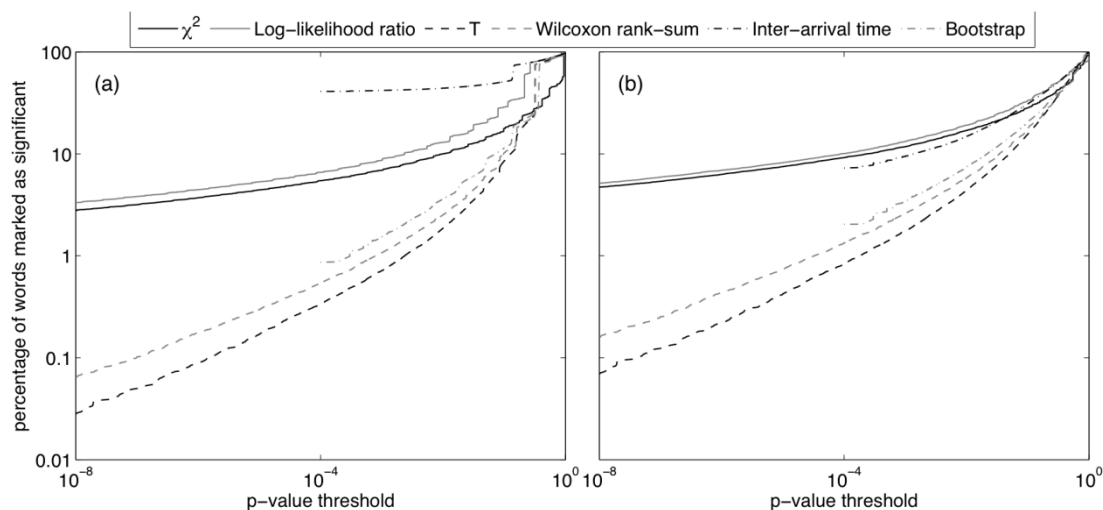 χ² Log−likelihood ratio T Wilcoxon rank−sum Inter−arrival time Bootstrap
percentage of words marked as significant
100
10
1
0.1
0.01
(a)
10⁻⁸ 10⁻⁴ 10⁰
p−value threshold
(b)
10⁻⁸ 10⁻⁴ 10⁰
p−value threshold